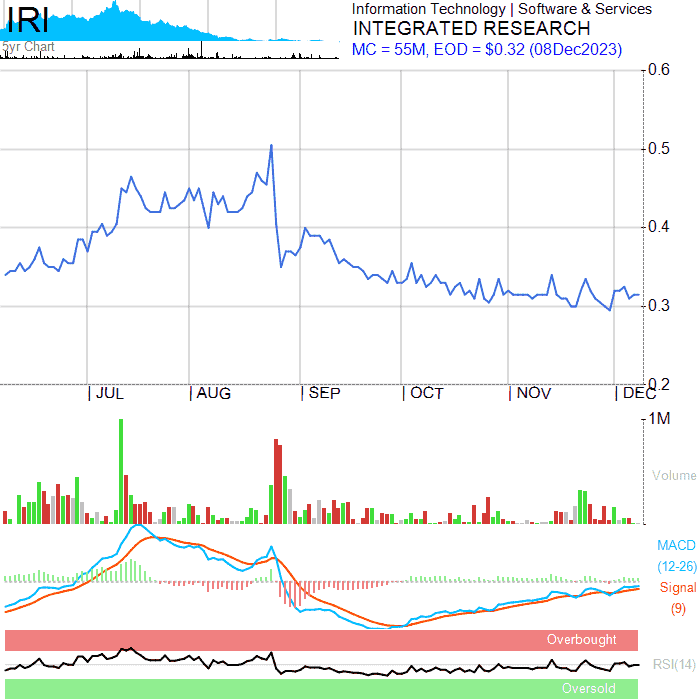 IRI
5yr Chart
Information Technology | Software & Services
INTEGRATED RESEARCH
MC = 55M, EOD = $0.32 (08Dec2023)
0.6
0.5
0.4
0.3
0.2
JUL
AUG
SEP
OCT
NOV
DEC
1M
Volume
MACD
(12-26)
Signal
(9)
Overbought
RSI(14)
Oversold